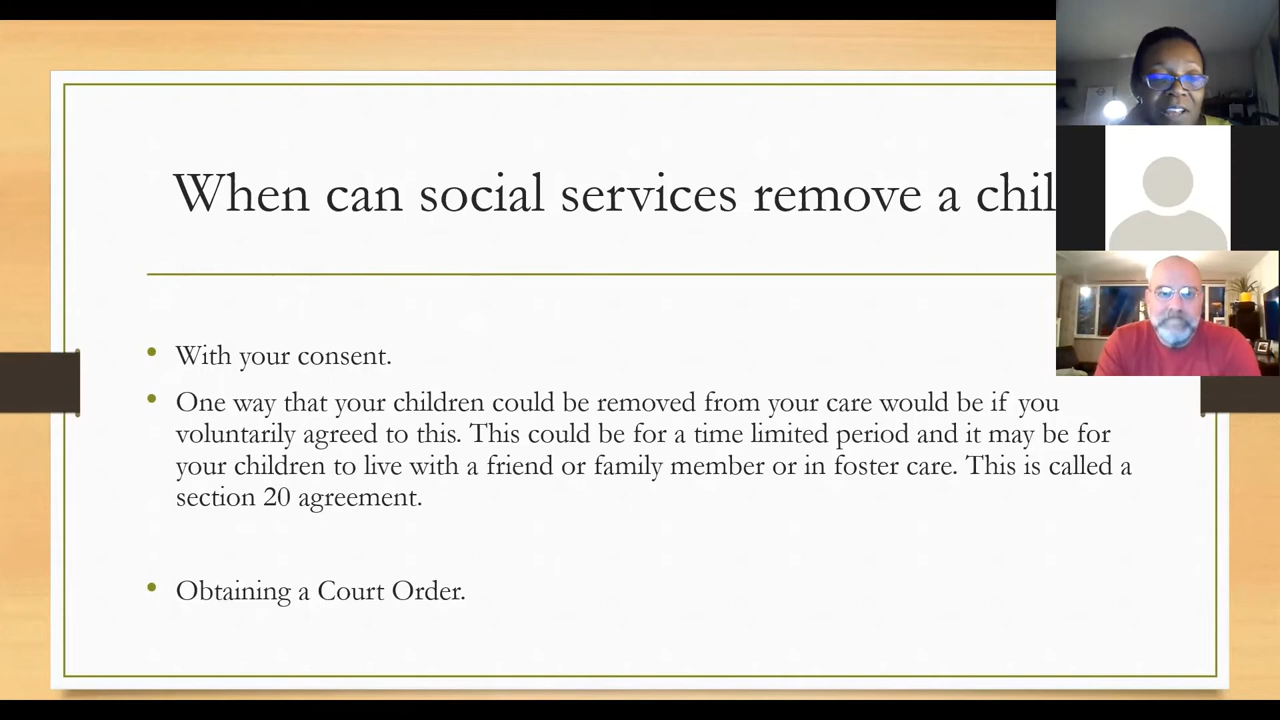 When can social services remove a chil
• With your consent.
• One way that your children could be removed from your care would be if you
voluntarily agreed to this. This could be for a time limited period and it may be for
your children to live with a friend or family member or in foster care. This is called a
section 20 agreement.
• Obtaining a Court Order.